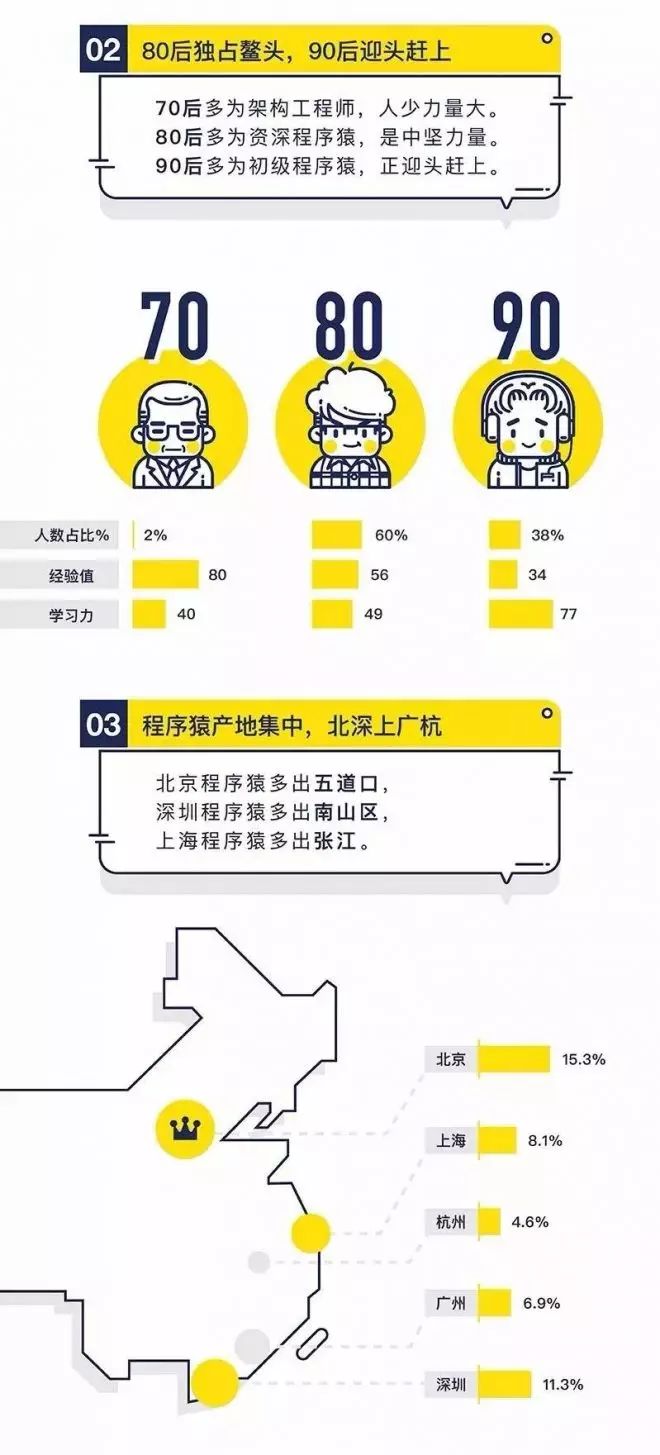 02 80后独占鳌头，90后迎头赶上
70后多为架构工程师，人少力量大。
80后多为资深程序猿，是中坚力量。
90后多为初级程序猿，正迎头赶上。
70 80 90
人数占比% 2% 60% 38%
经验值 80 56 34
学习力 40 49 77
03 程序猿产地集中，北深上广杭
北京程序猿多出五道口，
深圳程序猿多出南山区，
上海程序猿多出张江。
北京 15.3%
上海 8.1%
杭州 4.6%
广州 6.9%
深圳 11.3%